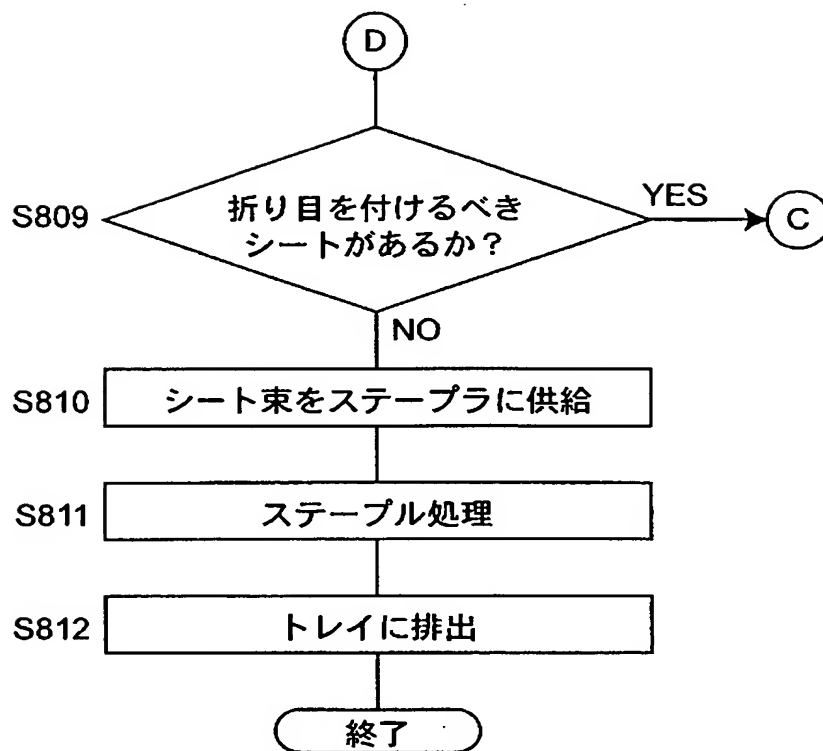 D
S809
折り目を付けるべき
シートがあるか？
YES
C
NO
S810
シート束をステープラに供給
S811
ステープル処理
S812
トレイに排出
終了